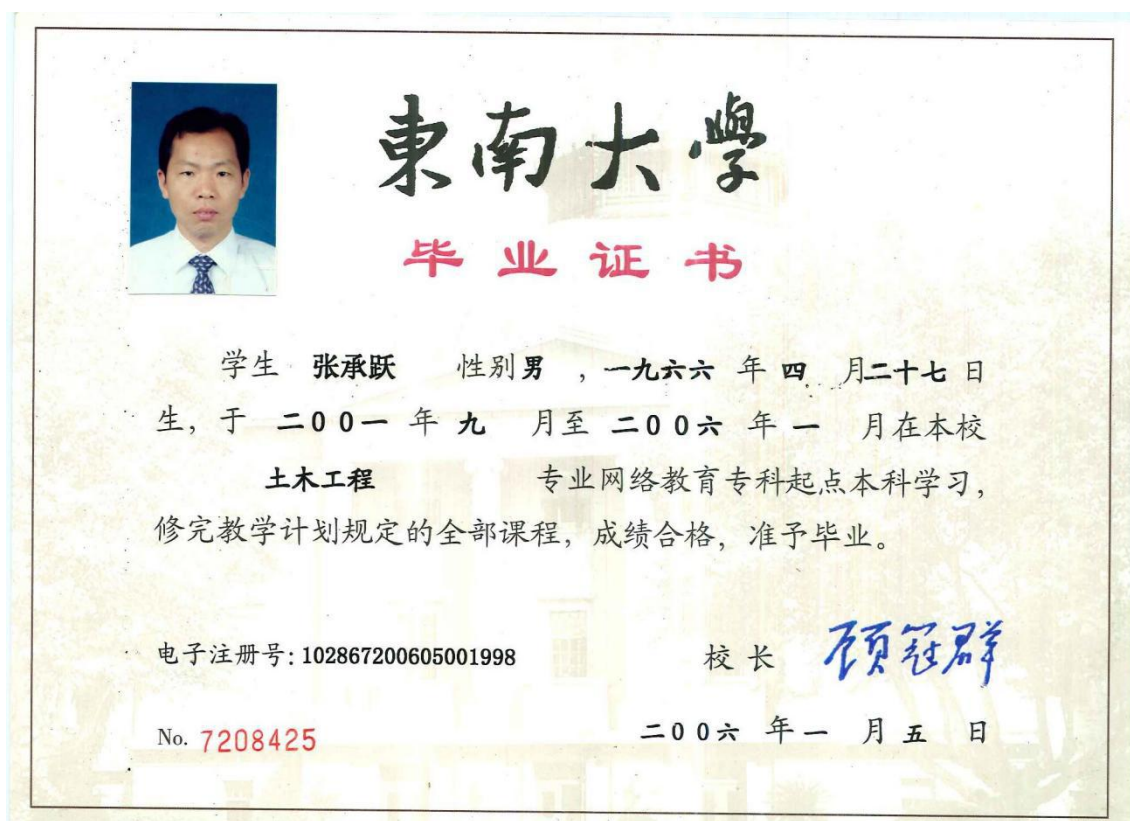 東南大學
毕业证书
学生 张承跃 性别男 ，一九六六 年 四 月二十七日
生，于 二00一 年 九 月至 二00六 年 一 月在本校
土木工程 专业网络教育专科起点本科学习，
修完教学计划规定的全部课程，成绩合格，准予毕业。
电子注册号：102867200605001998
校长 顾冠群
No. 7208425
二00六 年 一 月 五 日